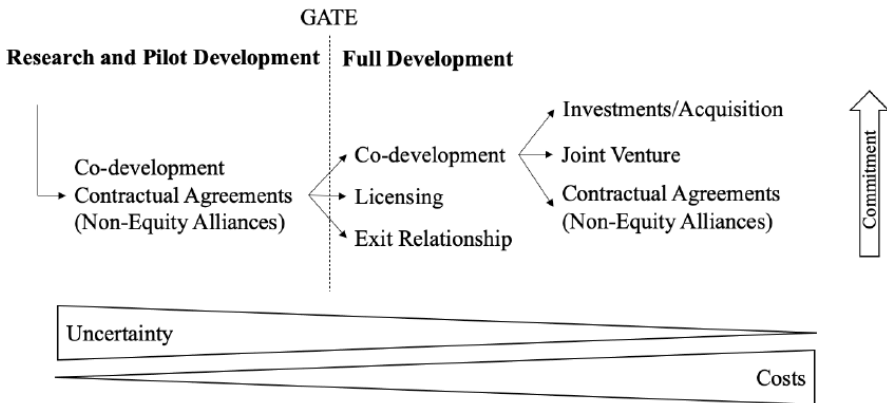 GATE
Research and Pilot Development
Full Development
Co-development
Contractual Agreements
(Non-Equity Alliances)
Co-development
Licensing
Exit Relationship
Investments/Acquisition
Joint Venture
Contractual Agreements
(Non-Equity Alliances)
Commitment
Uncertainty
Costs